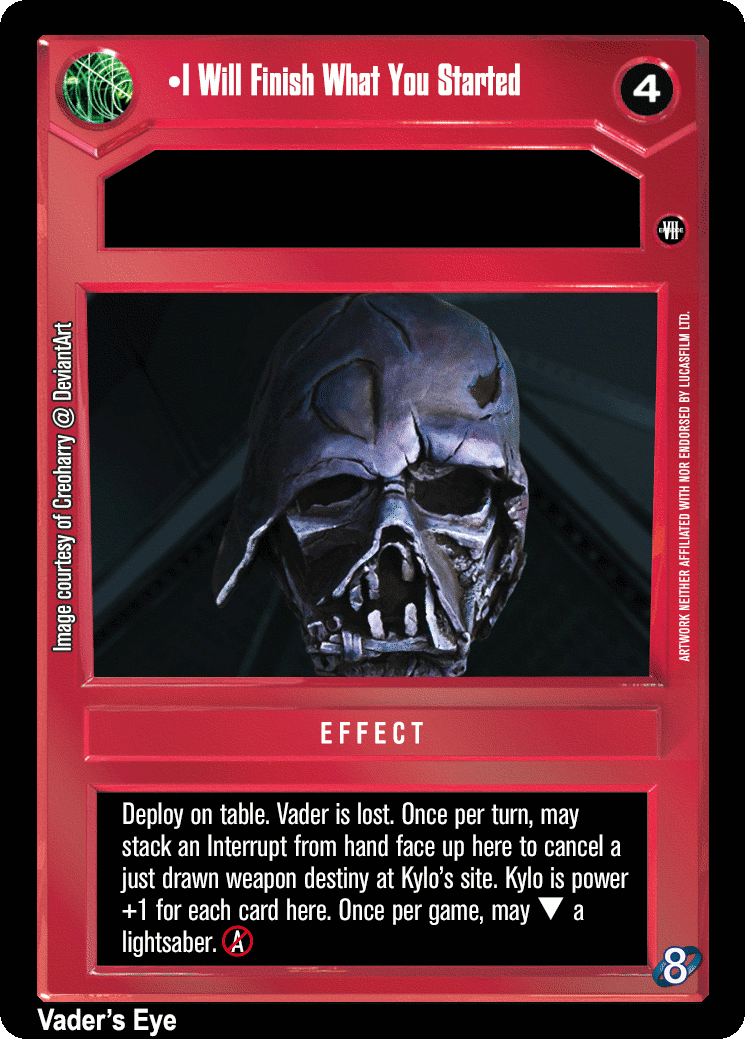 •I Will Finish What You Started
4
EPISODE
VII
Image courtesy of Creoharry @ DeviantArt
ARTWORK NEITHER AFFILIATED WITH NOR ENDORSED BY LUCASFILM LTD.
EFFECT
Deploy on table. Vader is lost. Once per turn, may
stack an Interrupt from hand face up here to cancel a
just drawn weapon destiny at Kylo's site. Kylo is power
+1 for each card here. Once per game, may ▼ a
lightsaber. A
8
Vader's Eye